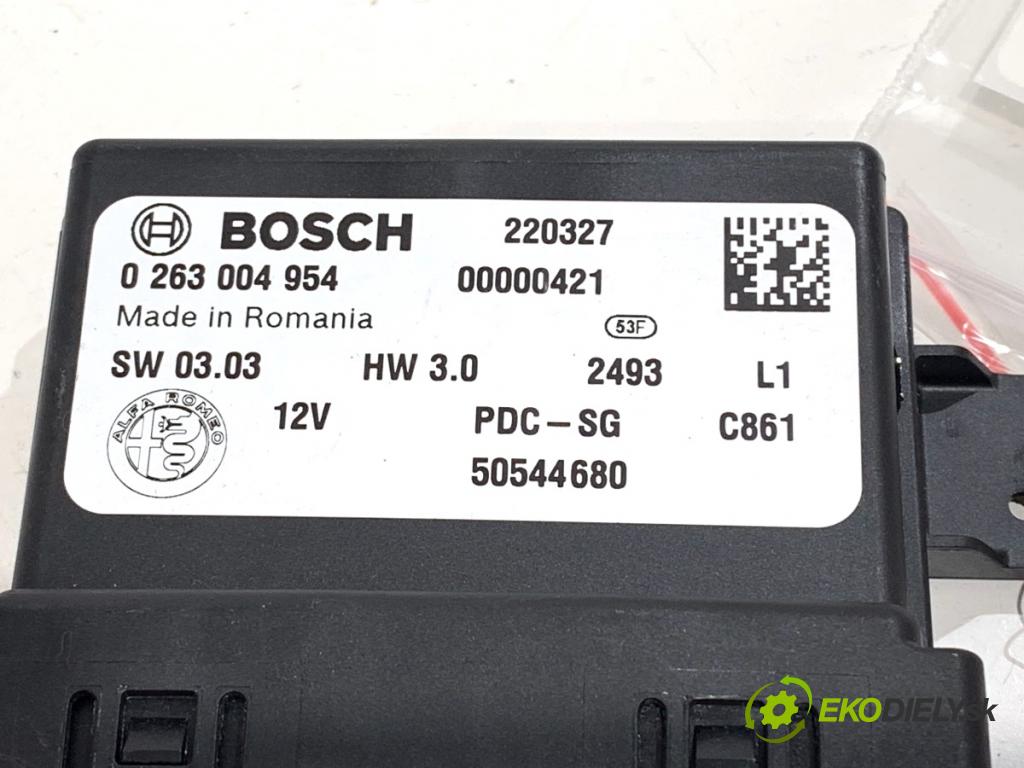 BOSCH 220327
0 263 004 954 00000421
Made in Romania 53F
SW 03.03 HW 3.0 2493 L1
ALFA ROMEO
12V PDC-SG C861
50544680
EKODIELY.sk